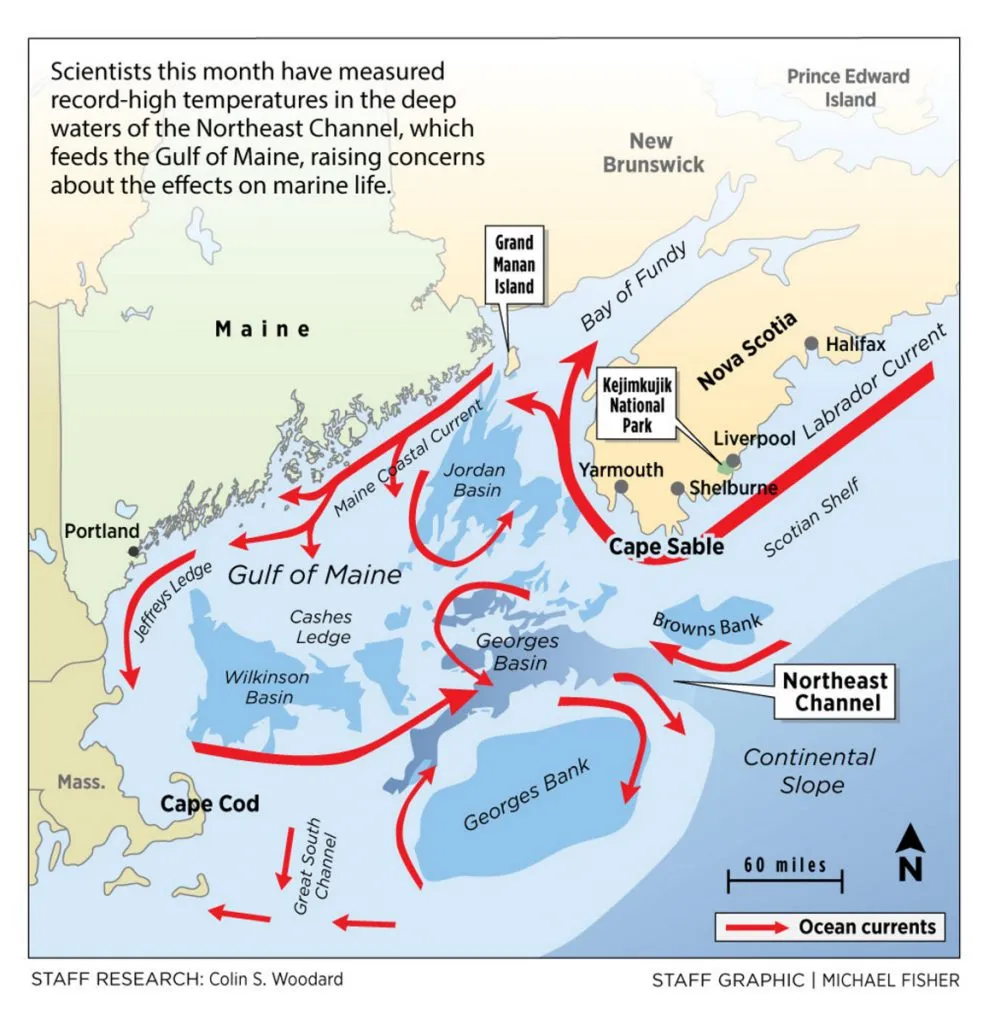 Scientists this month have measured
record-high temperatures in the deep
waters of the Northeast Channel, which
feeds the Gulf of Maine, raising concerns
about the effects on marine life.
Prince Edward
Island
New
Brunswick
Grand
Manan
Island
Bay of Fundy
Maine
Nova Scotia
Halifax
Kejimkujik
National
Park
Labrador Current
Liverpool
Maine Coastal Current
Jordan
Basin
Yarmouth
Shelburne
Scotian Shelf
Portland
Cape Sable
Jeffreys Ledge
Gulf of Maine
Cashes
Ledge
Browns Bank
Georges
Basin
Wilkinson
Basin
Northeast
Channel
Continental
Slope
Mass.
Cape Cod
Georges Bank
Great South
Channel
60 miles
N
Ocean currents
STAFF RESEARCH: Colin S. Woodard
STAFF GRAPHIC | MICHAEL FISHER